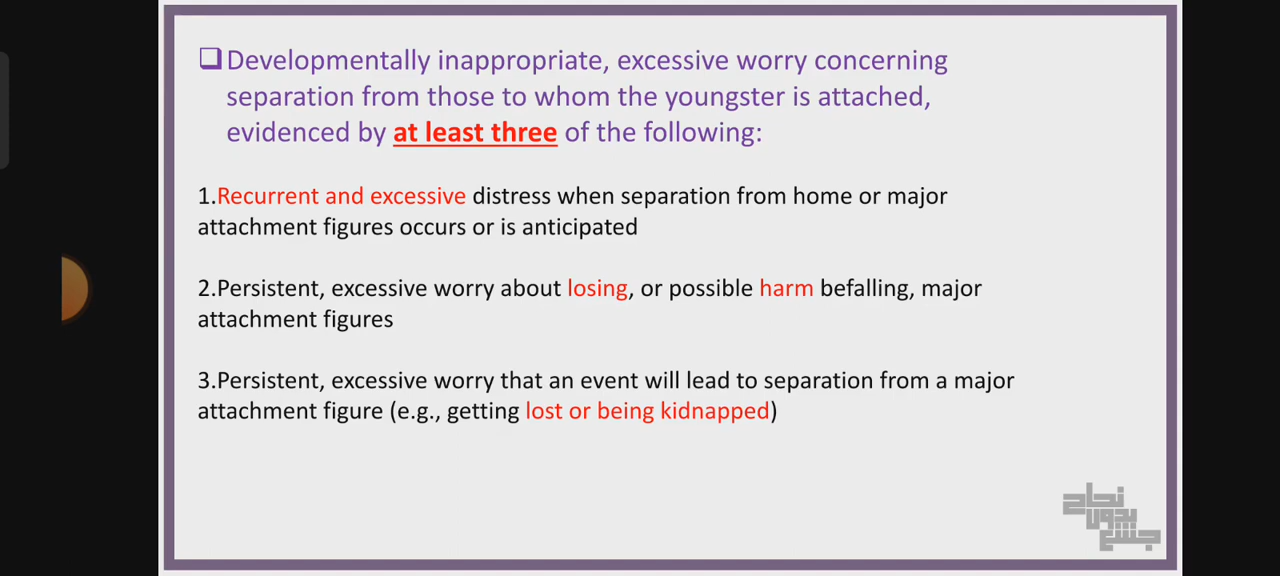 ❑Developmentally inappropriate, excessive worry concerning
separation from those to whom the youngster is attached,
evidenced by at least three of the following:
1.Recurrent and excessive distress when separation from home or major
attachment figures occurs or is anticipated
2.Persistent, excessive worry about losing, or possible harm befalling, major
attachment figures
3.Persistent, excessive worry that an event will lead to separation from a major
attachment figure (e.g., getting lost or being kidnapped)
نجاح
بدون
جشع